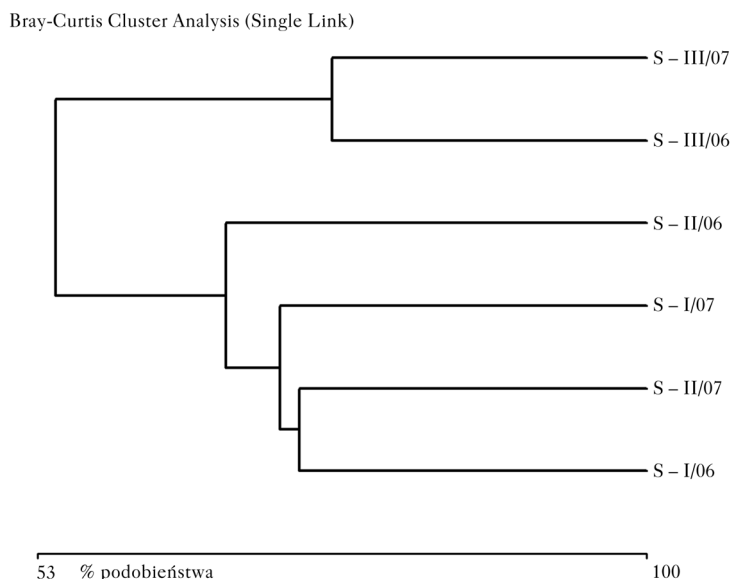 Bray-Curtis Cluster Analysis (Single Link)
S – III/07
S – III/06
S – II/06
S – I/07
S – II/07
S – I/06
53 % podobieństwa 100